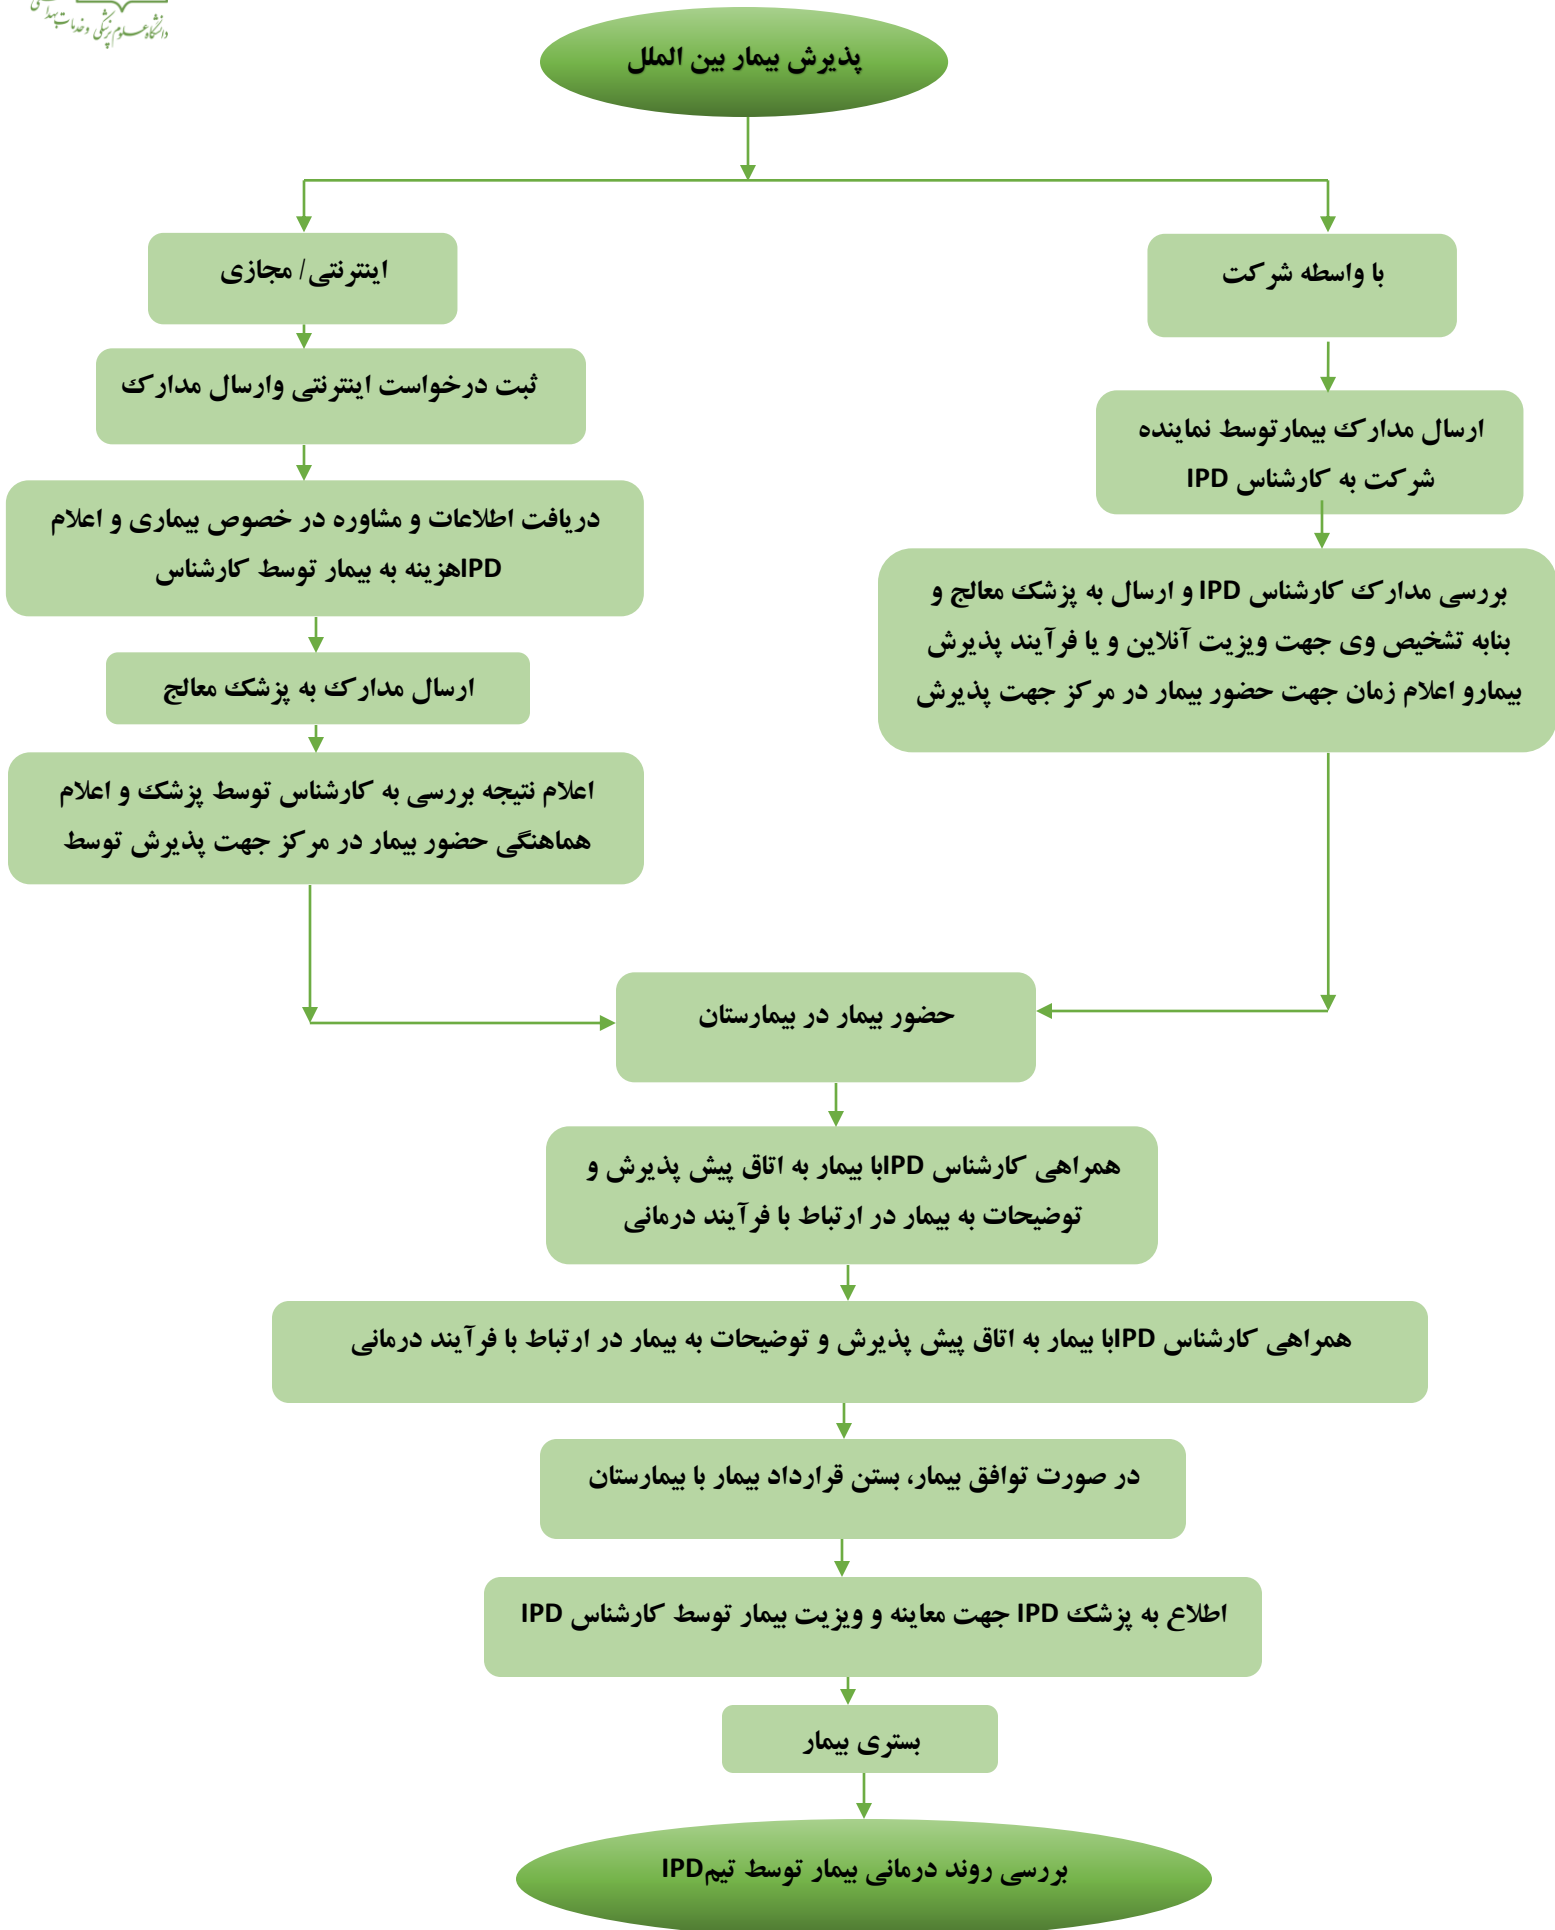 دانشگاه علوم پزشکی و خدمات بهدا
پذیرش بیمار بین الملل
با واسطه شرکت
ارسال مدارک بیمارتوسط نماینده
شرکت به کارشناس IPD
بررسی مدارک کارشناس IPD و ارسال به پزشک معالج و
بنابه تشخیص وی جهت ویزیت آنلاین و یا فرآیند پذیرش
بیمارو اعلام زمان جهت حضور بیمار در مرکز جهت پذیرش
اینترنتی/ مجازی
ثبت درخواست اینترنتی وارسال مدارک
دریافت اطلاعات و مشاوره در خصوص بیماری و اعلام
هزینه به بیمار توسط کارشناس IPD
ارسال مدارک به پزشک معالج
اعلام نتیجه بررسی به کارشناس توسط پزشک و اعلام
هماهنگی حضور بیمار در مرکز جهت پذیرش توسط
حضور بیمار در بیمارستان
همراهی کارشناس IPDبا بیمار به اتاق پیش پذیرش و
توضیحات به بیمار در ارتباط با فرآیند درمانی
همراهی کارشناس IPDبا بیمار به اتاق پیش پذیرش و توضیحات به بیمار در ارتباط با فرآیند درمانی
در صورت توافق بیمار، بستن قرارداد بیمار با بیمارستان
اطلاع به پزشک IPD جهت معاینه و ویزیت بیمار توسط کارشناس IPD
بستری بیمار
بررسی روند درمانی بیمار توسط تیمIPD